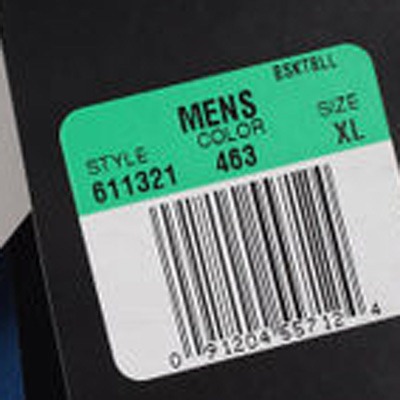 BSKTBLL
MENS
STYLE COLOR SIZE
611321 463 XL
0 91204 55712 4